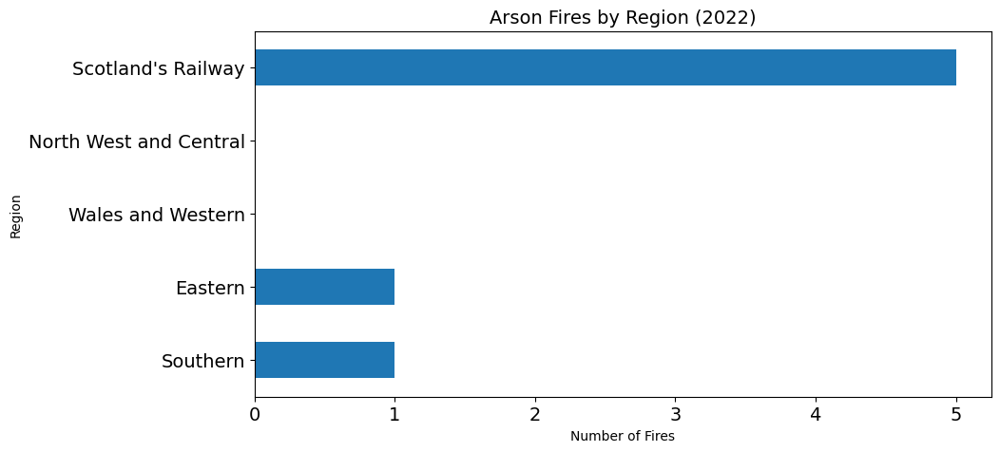 Arson Fires by Region (2022)
Scotland's Railway
North West and Central
Wales and Western
Eastern
Southern
Region
0 1 2 3 4 5
Number of Fires